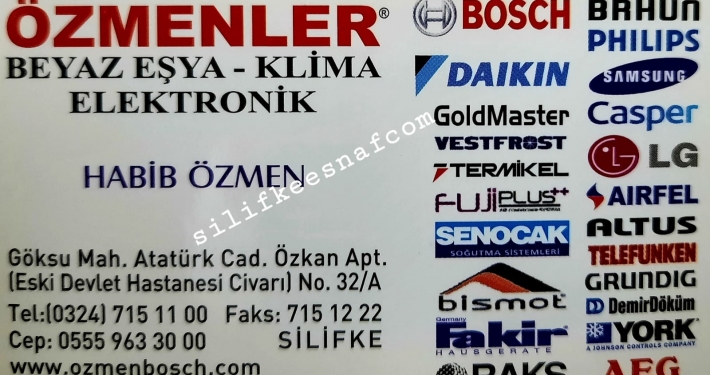 ÖZMENLER®
BEYAZ EŞYA - KLİMA
ELEKTRONİK
HABİB ÖZMEN
Göksu Mah. Atatürk Cad. Özkan Apt.
(Eski Devlet Hastanesi Civarı) No. 32/A
Tel:(0324) 715 11 00 Faks: 715 12 22
Cep: 0555 963 30 00 SİLİFKE
www.ozmenbosch.com
silifkeesnafcom
BOSCH
DAIKIN
GoldMaster
VESTFROST
TERMIKEL
FUJIPLUS++
SENOCAK
SOĞUTMA SİSTEMLERİ
bismot
Germany
Fakir
HAUSGERÄTE
RAKS
BRAUN
PHILIPS
SAMSUNG
Casper
LG
AIRFEL
ALTUS
TELEFUNKEN
GRUNDIG
DemirDöküm
YORK
A JOHNSON CONTROLS COMPANY
AEG